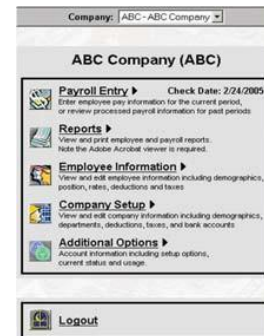 Company: ABC - ABC Company
ABC Company (ABC)
Payroll Entry Check Date: 2/24/2005
Enter employee pay information for the current period,
or review processed payroll information for past periods
Reports
View and print employee and payroll reports.
Note the Adobe Acrobat viewer is required.
Employee Information
View and edit employee information including demographics,
position, rates, deductions and taxes
Company Setup
View and edit company information including demographics,
departments, deductions, taxes, and bank accounts
Additional Options
Account information including setup options,
current status and usage.
Logout